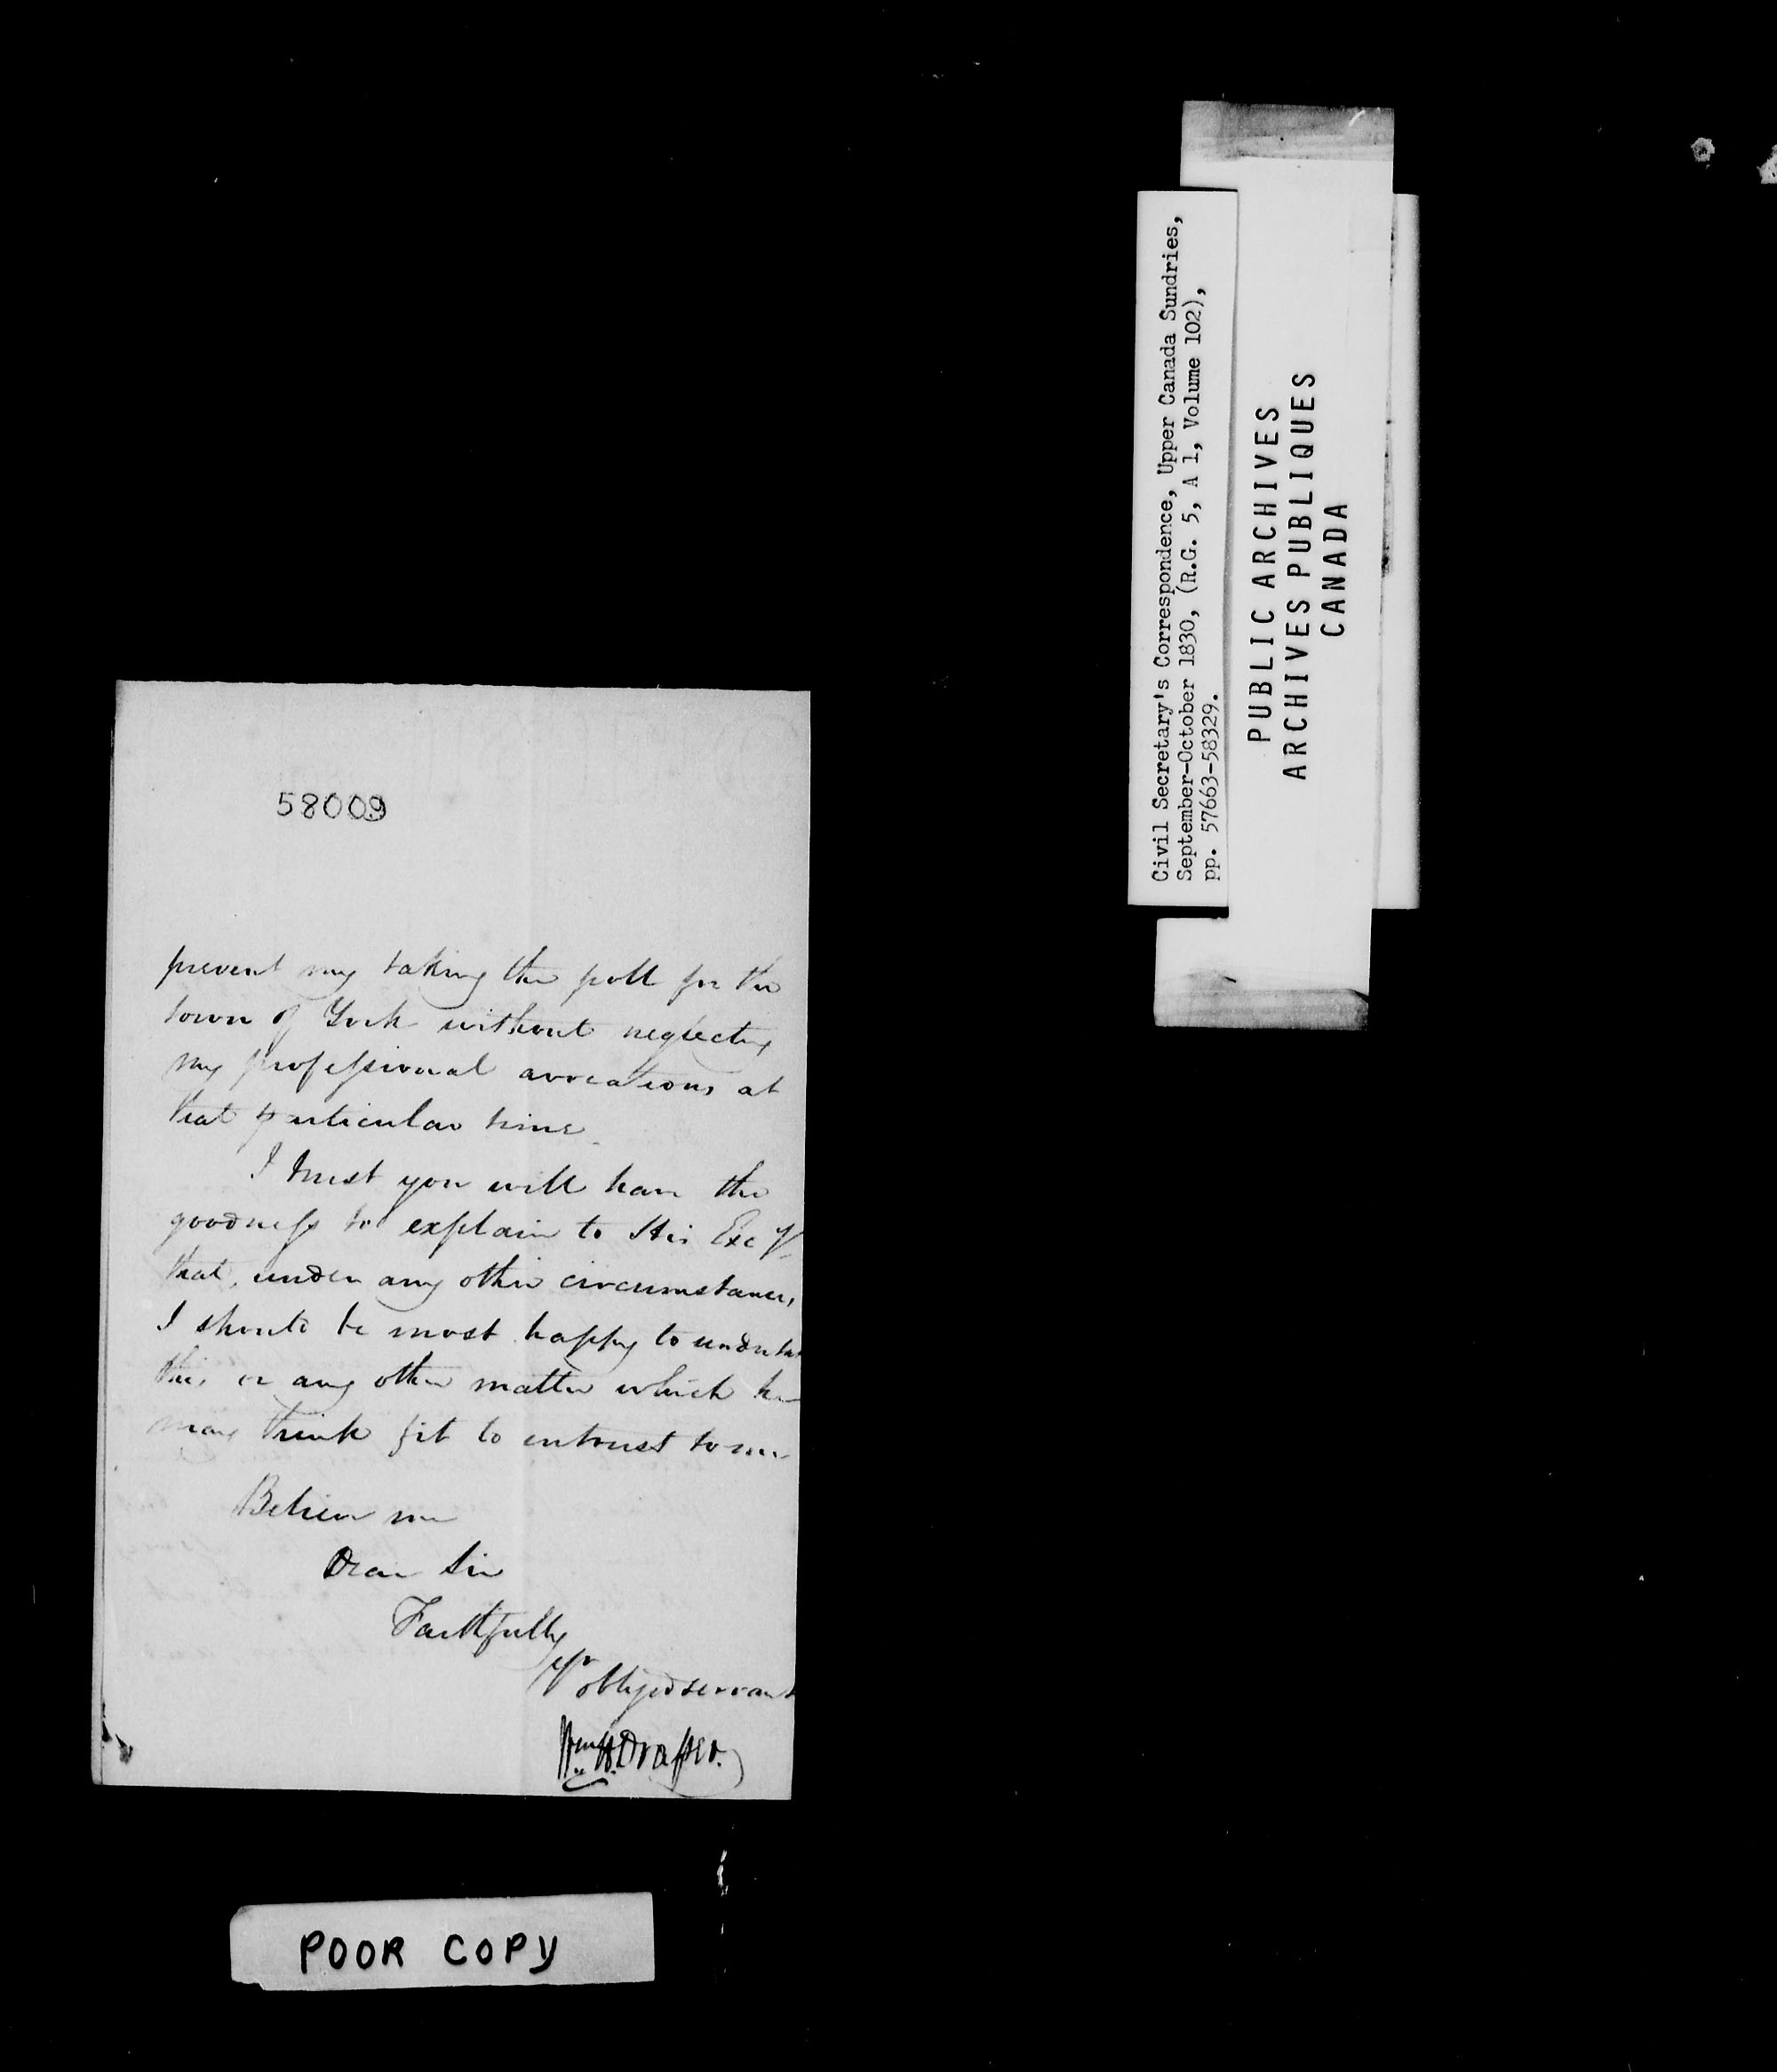 58009
prevent my taking the poll for the
town of York without neglecting
my professional avocations at
that particular time.
I trust you will have the
goodness to explain to His Excy
that, under any other circumstances,
I should be most happy to undertake
this, or any other matter which he
may think fit to entrust to me
Believe me
Dear Sir
Faithfully
Yr obliged servant
Wm. H. Draper.
POOR COPY
Civil Secretary's Correspondence, Upper Canada Sundries,
September-October 1830, (R.G. 5, A 1, Volume 102),
pp. 57663-58329.
PUBLIC ARCHIVES
ARCHIVES PUBLIQUES
CANADA